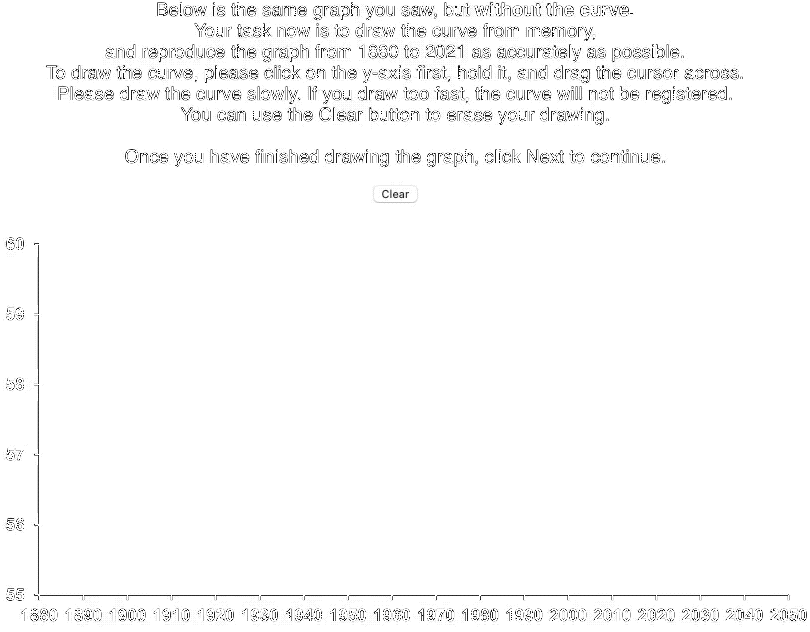 Below is the same graph you saw, but without the curve.
Your task now is to draw the curve from memory,
and reproduce the graph from 1880 to 2021 as accurately as possible.
To draw the curve, please click on the y-axis first, hold it, and drag the cursor across.
Please draw the curve slowly. If you draw too fast, the curve will not be registered.
You can use the Clear button to erase your drawing.
Once you have finished drawing the graph, click Next to continue.
Clear
60
59
58
57
56
55
1880 1890 1900 1910 1920 1930 1940 1950 1960 1970 1980 1990 2000 2010 2020 2030 2040 2050